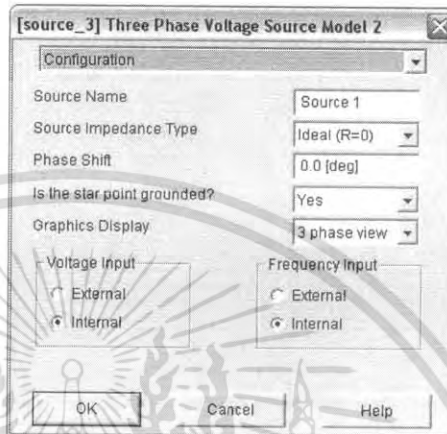 [source_3] Three Phase Voltage Source Model 2
Configuration
Source Name Source 1
Source Impedance Type Ideal (R=0)
Phase Shift 0.0 [deg]
Is the star point grounded? Yes
Graphics Display 3 phase view
Voltage Input Frequency Input
External External
Internal Internal
OK Cancel Help